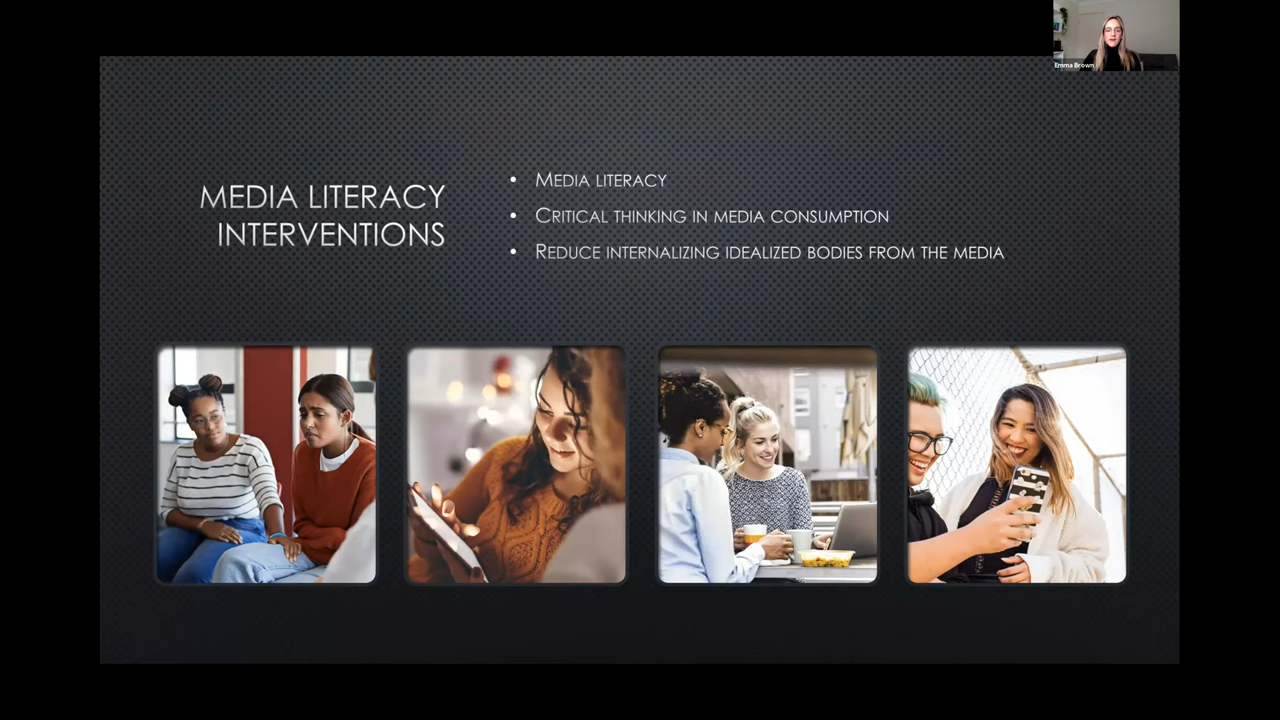 Emma Brown
MEDIA LITERACY
INTERVENTIONS
• MEDIA LITERACY
• CRITICAL THINKING IN MEDIA CONSUMPTION
• REDUCE INTERNALIZING IDEALIZED BODIES FROM THE MEDIA